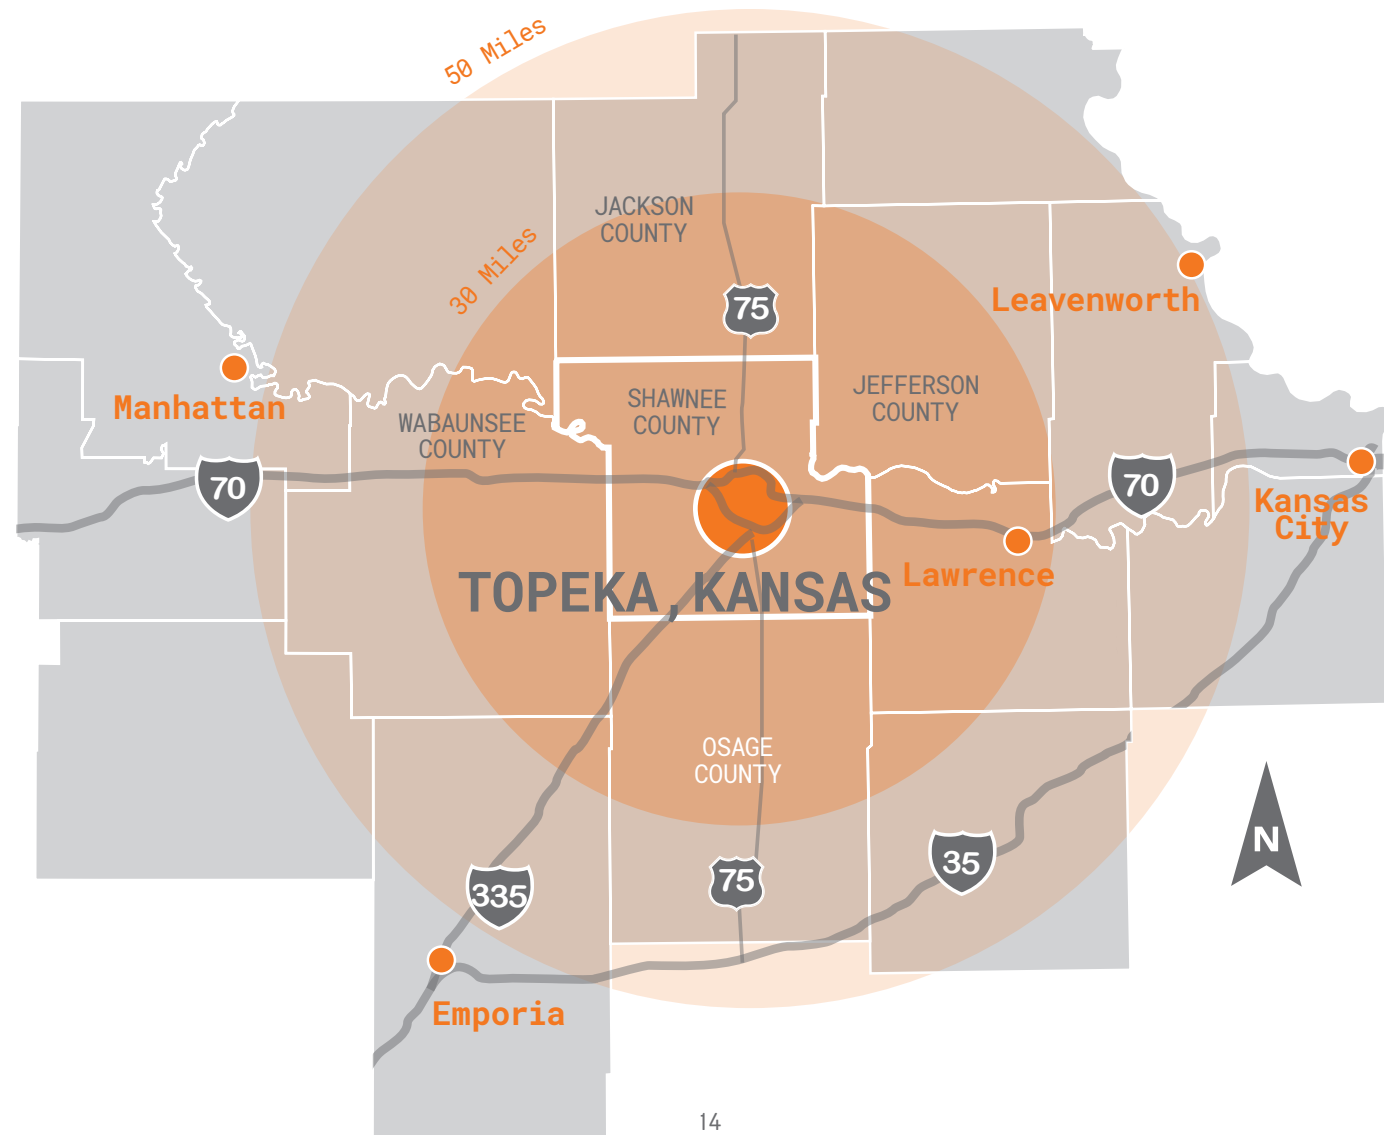 50 Miles
JACKSON
COUNTY
30 Miles
Leavenworth
75
JEFFERSON
COUNTY
SHAWNEE
COUNTY
Manhattan
WABAUNSEE
COUNTY
70
70
Kansas
City
TOPEKA, KANSAS
Lawrence
OSAGE
COUNTY
N
35
75
335
Emporia
14